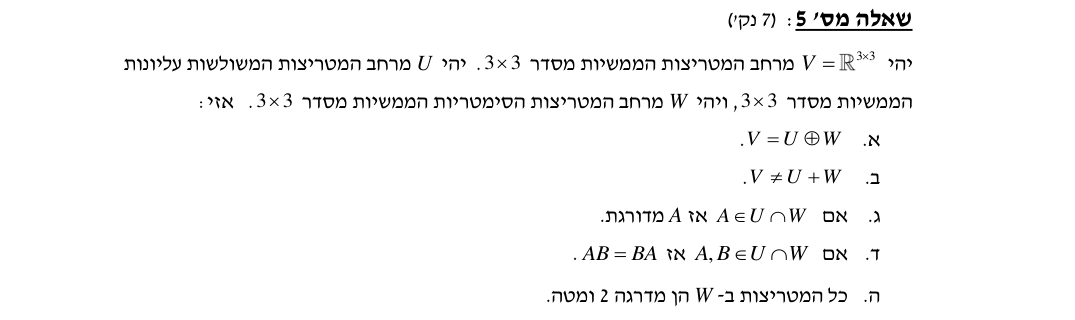 שאלה מס' 5 : (7 נק')
יהי V = ℝ³ˣ³ מרחב המטריצות הממשיות מסדר 3×3. יהי U מרחב המטריצות המשולשות עליונות
הממשיות מסדר 3×3, ויהי W מרחב המטריצות הסימטריות הממשיות מסדר 3×3. אזי:
א. V = U ⊕ W.
ב. V ≠ U + W.
ג. אם A ∈ U ∩ W אז A מדורגת.
ד. אם A, B ∈ U ∩ W אז AB = BA.
ה. כל המטריצות ב- W הן מדרגה 2 ומטה.